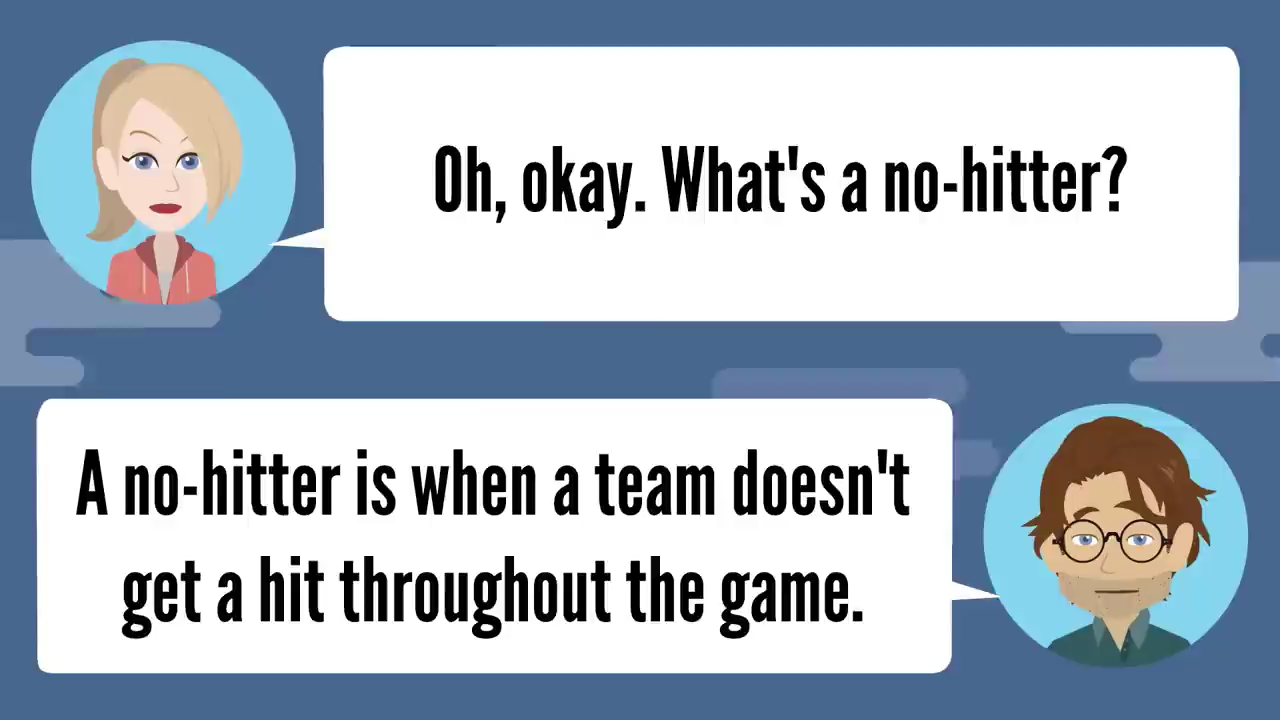 Oh, okay. What's a no-hitter?
A no-hitter is when a team doesn't
get a hit throughout the game.